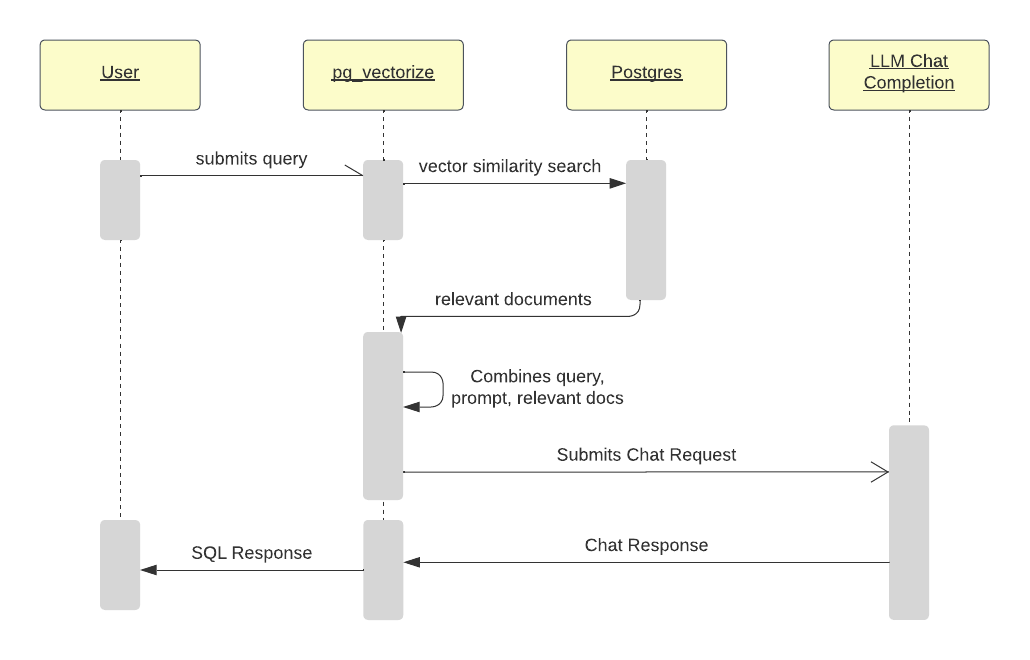 User
pg_vectorize
Postgres
LLM Chat
Completion
submits query
vector similarity search
relevant documents
Combines query,
prompt, relevant docs
Submits Chat Request
Chat Response
SQL Response